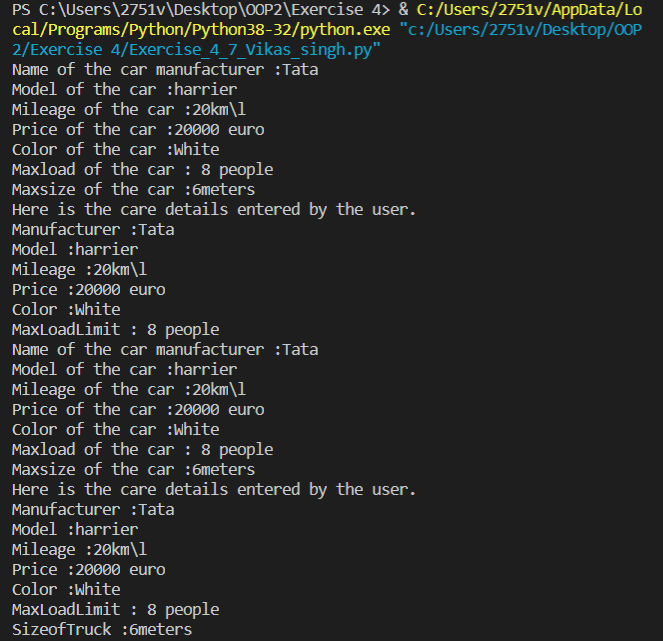 PS C:\Users\2751v\Desktop\OOP2\Exercise 4> & C:/Users/2751v/AppData/Lo
cal/Programs/Python/Python38-32/python.exe "c:/Users/2751v/Desktop/OOP
2/Exercise 4/Exercise_4_7_Vikas_singh.py"
Name of the car manufacturer :Tata
Model of the car :harrier
Mileage of the car :20km\l
Price of the car :20000 euro
Color of the car :White
Maxload of the car : 8 people
Maxsize of the car :6meters
Here is the care details entered by the user.
Manufacturer :Tata
Model :harrier
Mileage :20km\l
Price :20000 euro
Color :White
MaxLoadLimit : 8 people
Name of the car manufacturer :Tata
Model of the car :harrier
Mileage of the car :20km\l
Price of the car :20000 euro
Color of the car :White
Maxload of the car : 8 people
Maxsize of the car :6meters
Here is the care details entered by the user.
Manufacturer :Tata
Model :harrier
Mileage :20km\l
Price :20000 euro
Color :White
MaxLoadLimit : 8 people
SizeofTruck :6meters